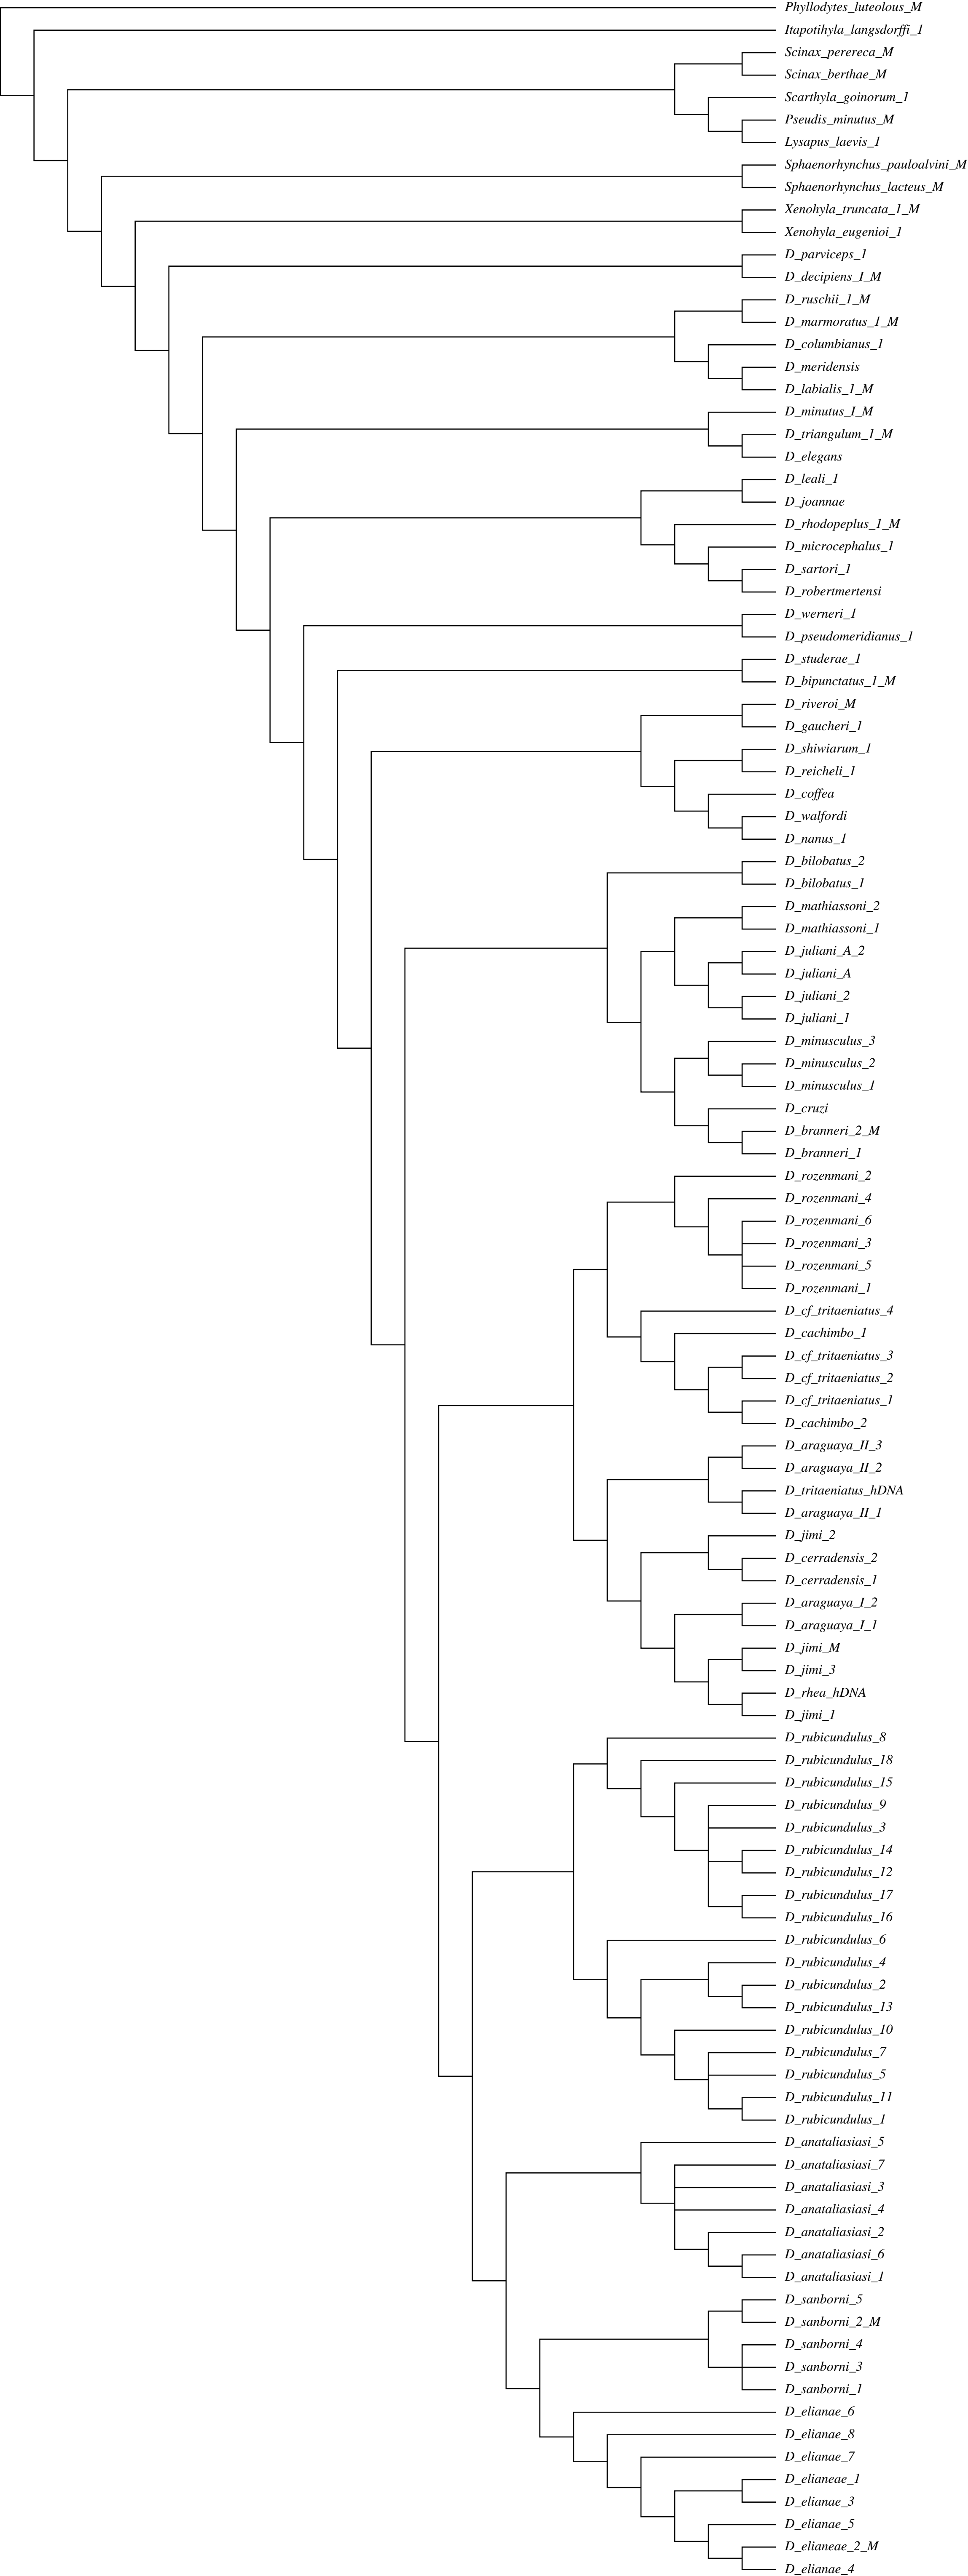 Phyllodytes_luteolous_M
Itapotihyla_langsdorffi_1
Scinax_perereca_M
Scinax_berthae_M
Scarthyla_goinorum_1
Pseudis_minutus_M
Lysapus_laevis_1
Sphaenorhynchus_pauloalvini_M
Sphaenorhynchus_lacteus_M
Xenohyla_truncata_1_M
Xenohyla_eugenioi_1
D_parviceps_1
D_decipiens_I_M
D_ruschii_1_M
D_marmoratus_1_M
D_columbianus_1
D_meridensis
D_labialis_1_M
D_minutus_I_M
D_triangulum_1_M
D_elegans
D_leali_1
D_joannae
D_rhodopeplus_1_M
D_microcephalus_1
D_sartori_1
D_robertmertensi
D_werneri_1
D_pseudomeridianus_1
D_studerae_1
D_bipunctatus_1_M
D_riveroi_M
D_gaucheri_1
D_shiwiarum_1
D_reicheli_1
D_coffea
D_walfordi
D_nanus_1
D_bilobatus_2
D_bilobatus_1
D_mathiassoni_2
D_mathiassoni_1
D_juliani_A_2
D_juliani_A
D_juliani_2
D_juliani_1
D_minusculus_3
D_minusculus_2
D_minusculus_1
D_cruzi
D_branneri_2_M
D_branneri_1
D_rozenmani_2
D_rozenmani_4
D_rozenmani_6
D_rozenmani_3
D_rozenmani_5
D_rozenmani_1
D_cf_tritaeniatus_4
D_cachimbo_1
D_cf_tritaeniatus_3
D_cf_tritaeniatus_2
D_cf_tritaeniatus_1
D_cachimbo_2
D_araguaya_II_3
D_araguaya_II_2
D_tritaeniatus_hDNA
D_araguaya_II_1
D_jimi_2
D_cerradensis_2
D_cerradensis_1
D_araguaya_I_2
D_araguaya_I_1
D_jimi_M
D_jimi_3
D_rhea_hDNA
D_jimi_1
D_rubicundulus_8
D_rubicundulus_18
D_rubicundulus_15
D_rubicundulus_9
D_rubicundulus_3
D_rubicundulus_14
D_rubicundulus_12
D_rubicundulus_17
D_rubicundulus_16
D_rubicundulus_6
D_rubicundulus_4
D_rubicundulus_2
D_rubicundulus_13
D_rubicundulus_10
D_rubicundulus_7
D_rubicundulus_5
D_rubicundulus_11
D_rubicundulus_1
D_anataliasiasi_5
D_anataliasiasi_7
D_anataliasiasi_3
D_anataliasiasi_4
D_anataliasiasi_2
D_anataliasiasi_6
D_anataliasiasi_1
D_sanborni_5
D_sanborni_2_M
D_sanborni_4
D_sanborni_3
D_sanborni_1
D_elianae_6
D_elianae_8
D_elianae_7
D_elianeae_1
D_elianae_3
D_elianae_5
D_elianeae_2_M
D_elianae_4